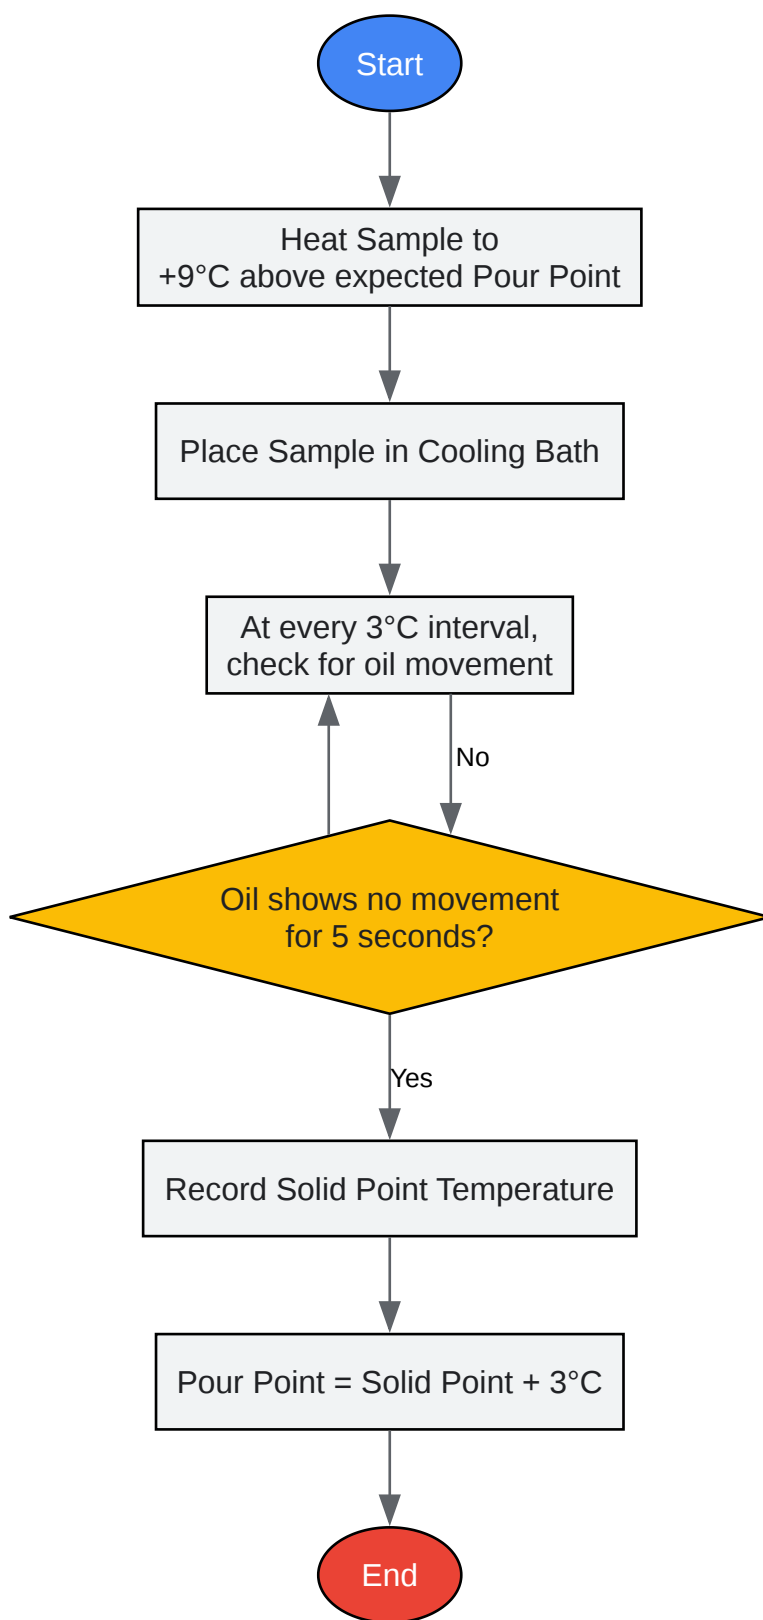 Start
Heat Sample to
+9°C above expected Pour Point
Place Sample in Cooling Bath
At every 3°C interval,
check for oil movement
No
Oil shows no movement
for 5 seconds?
Yes
Record Solid Point Temperature
Pour Point = Solid Point + 3°C
End